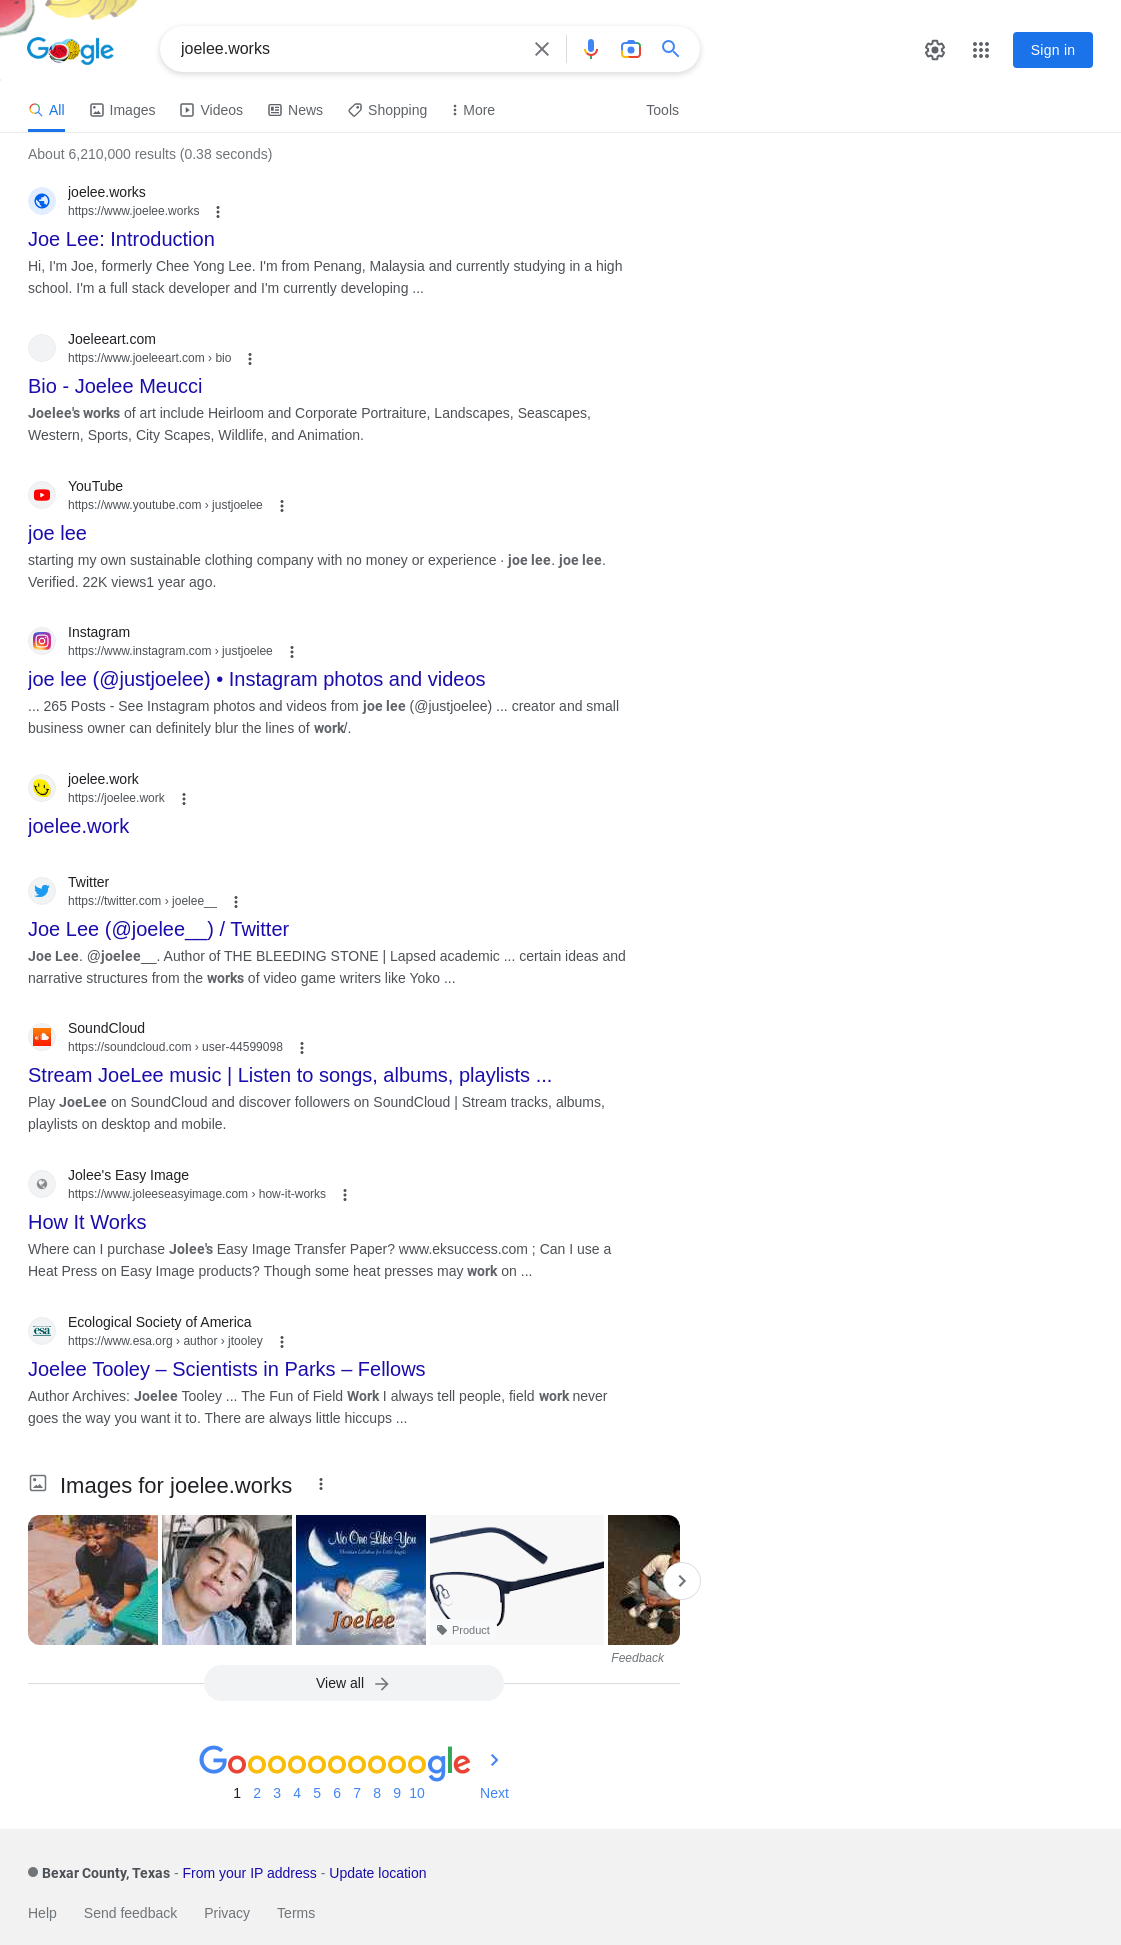 Google
joelee.works
Sign in
All
Images
Videos
News
Shopping
More
Tools
About 6,210,000 results (0.38 seconds)
joelee.works
https://www.joelee.works
Joe Lee: Introduction
Hi, I'm Joe, formerly Chee Yong Lee. I'm from Penang, Malaysia and currently studying in a high
school. I'm a full stack developer and I'm currently developing ...
Joeleeart.com
https://www.joeleeart.com › bio
Bio - Joelee Meucci
Joelee's works of art include Heirloom and Corporate Portraiture, Landscapes, Seascapes,
Western, Sports, City Scapes, Wildlife, and Animation.
YouTube
https://www.youtube.com › justjoelee
joe lee
starting my own sustainable clothing company with no money or experience · joe lee. joe lee.
Verified. 22K views1 year ago.
Instagram
https://www.instagram.com › justjoelee
joe lee (@justjoelee) • Instagram photos and videos
... 265 Posts - See Instagram photos and videos from joe lee (@justjoelee) ... creator and small
business owner can definitely blur the lines of work/.
joelee.work
https://joelee.work
joelee.work
Twitter
https://twitter.com › joelee__
Joe Lee (@joelee__) / Twitter
Joe Lee. @joelee__. Author of THE BLEEDING STONE | Lapsed academic ... certain ideas and
narrative structures from the works of video game writers like Yoko ...
SoundCloud
https://soundcloud.com › user-44599098
Stream JoeLee music | Listen to songs, albums, playlists ...
Play JoeLee on SoundCloud and discover followers on SoundCloud | Stream tracks, albums,
playlists on desktop and mobile.
Jolee's Easy Image
https://www.joleeseasyimage.com › how-it-works
How It Works
Where can I purchase Jolee's Easy Image Transfer Paper? www.eksuccess.com ; Can I use a
Heat Press on Easy Image products? Though some heat presses may work on ...
esa
Ecological Society of America
https://www.esa.org › author › jtooley
Joelee Tooley – Scientists in Parks – Fellows
Author Archives: Joelee Tooley ... The Fun of Field Work I always tell people, field work never
goes the way you want it to. There are always little hiccups ...
Images for joelee.works
No One Like You
Joelee
Product
Feedback
View all
Goooooooooogle
1 2 3 4 5 6 7 8 9 10 Next
Bexar County, Texas - From your IP address - Update location
Help Send feedback Privacy Terms